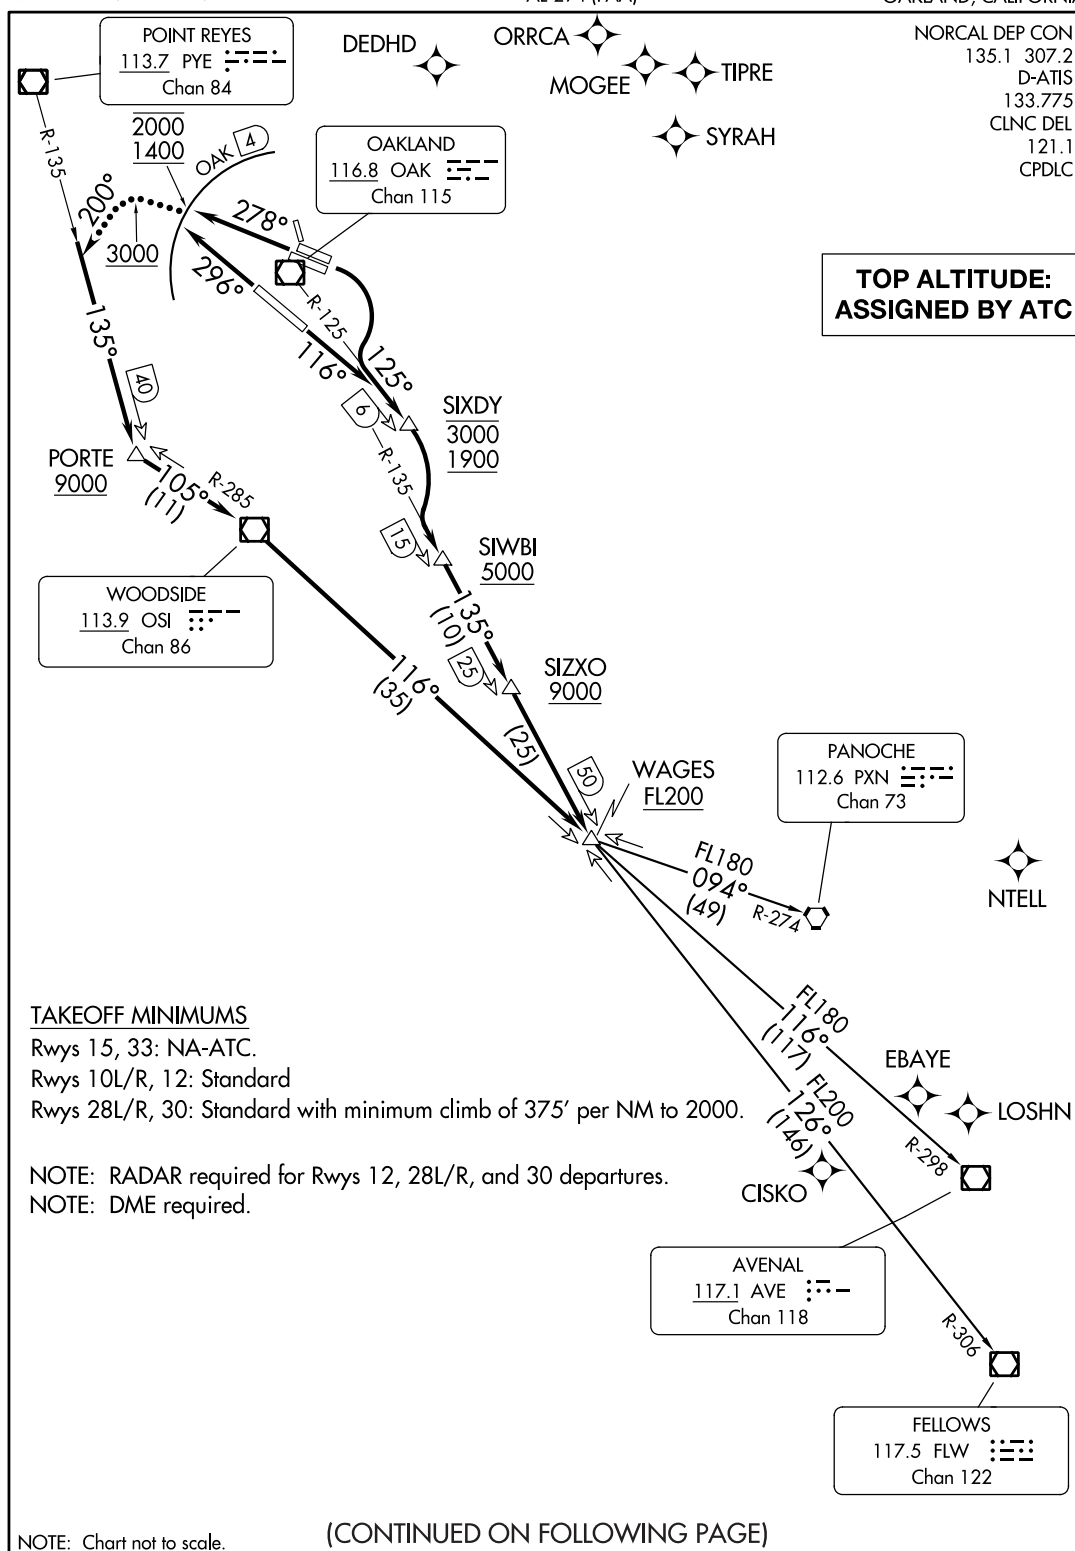 AL-294 (FAA)
OAKLAND, CALIFORNIA
POINT REYES
113.7 PYE
Chan 84
DEDHD
ORRCA
MOGEE
TIPRE
SYRAH
NORCAL DEP CON
135.1 307.2
D-ATIS
133.775
CLNC DEL
121.1
CPDLC
R-135
2000
1400
OAK 4
OAKLAND
116.8 OAK
Chan 115
200°
3000
278°
296°
R-125
116°
125°
TOP ALTITUDE:
ASSIGNED BY ATC
135°
40
6
SIXDY
3000
1900
R-135
PORTE
9000
105°
(11)
R-285
15
SIWBI
5000
WOODSIDE
113.9 OSI
Chan 86
135°
(10)
25
SIZXO
9000
116°
(35)
(25)
50
WAGES
FL200
PANOCHE
112.6 PXN
Chan 73
FL180
094°
(49)
R-274
NTELL
TAKEOFF MINIMUMS
Rwys 15, 33: NA-ATC.
Rwys 10L/R, 12: Standard
Rwys 28L/R, 30: Standard with minimum climb of 375' per NM to 2000.
FL180
116°
(117)
EBAYE
LOSHN
FL200
126°
(146)
R-298
CISKO
NOTE: RADAR required for Rwys 12, 28L/R, and 30 departures.
NOTE: DME required.
AVENAL
117.1 AVE
Chan 118
R-306
FELLOWS
117.5 FLW
Chan 122
NOTE: Chart not to scale.
(CONTINUED ON FOLLOWING PAGE)